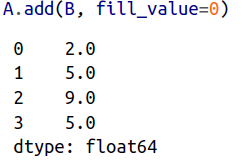 A.add(B, fill_value=0)
0    2.0
1    5.0
2    9.0
3    5.0
dtype: float64